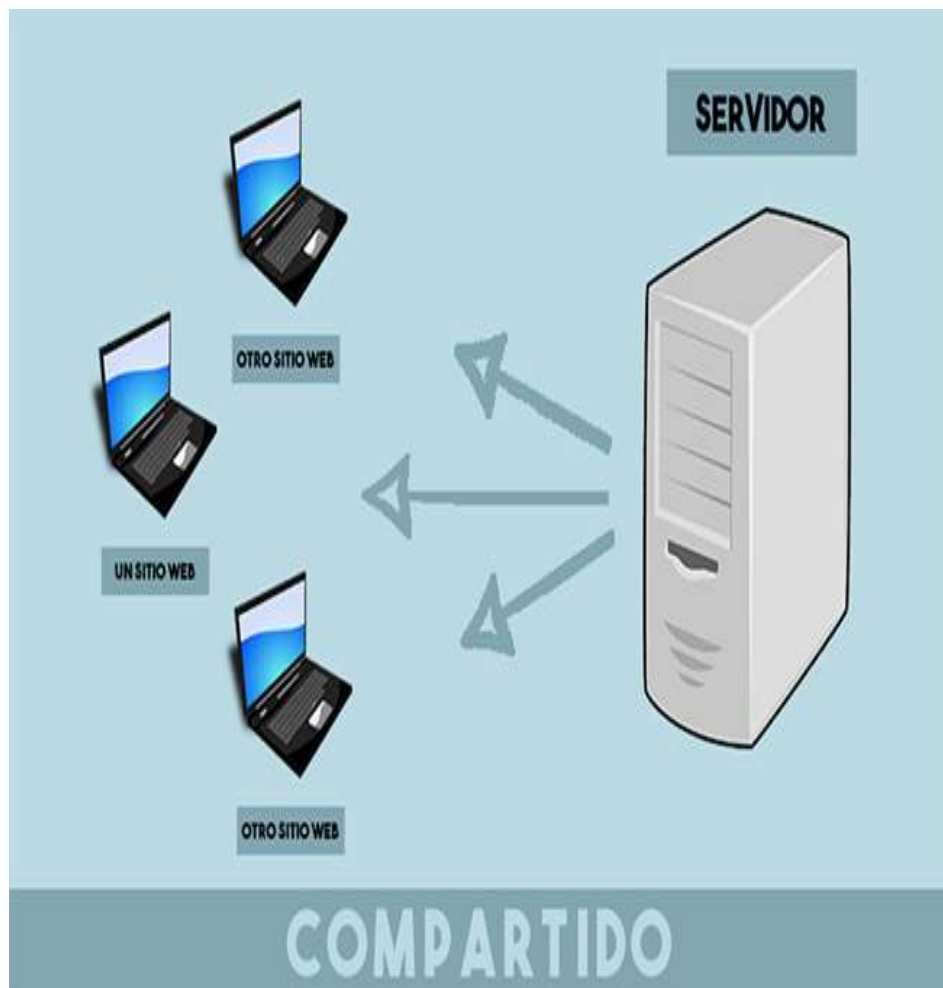 SERVIDOR
OTRO SITIO WEB
UN SITIO WEB
OTRO SITIO WEB
COMPARTIDO